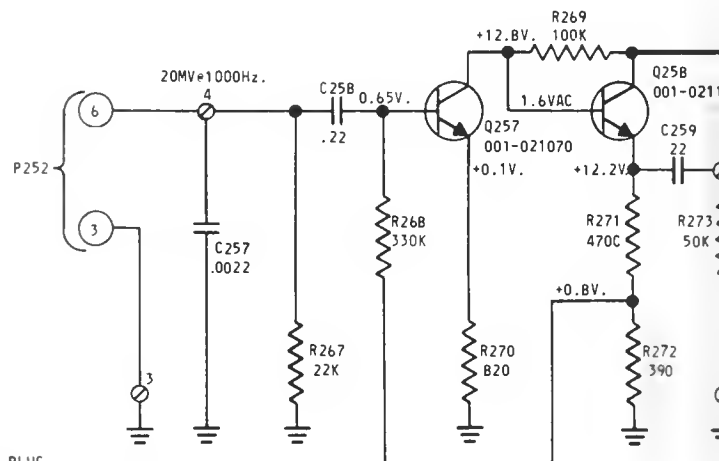 R269
100K
+12.8V.
20MV@1000Hz.
4
6
C258
.22
0.65V.
Q258
001-0211
1.6VAC
Q257
001-021070
C259
22
P252
+0.1V.
+12.2V
3
R268
330K
R271
470C
R273
50K
C257
.0022
+0.8V.
R267
22K
R270
820
R272
390
3